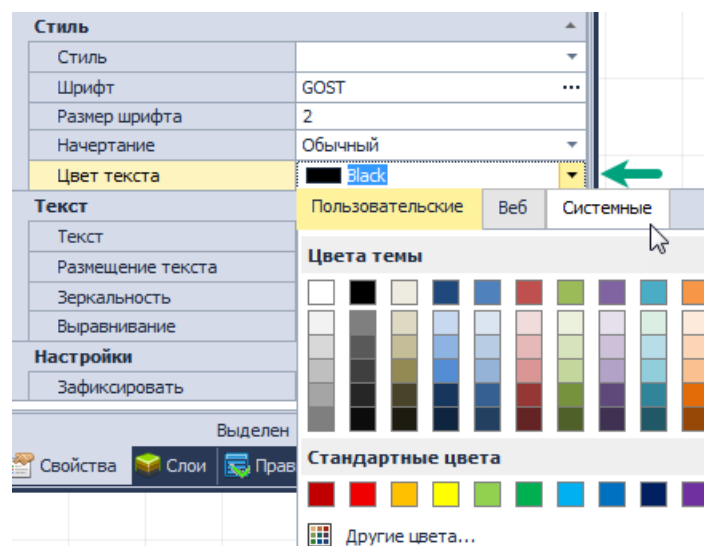 Стиль
Стиль
Шрифт GOST ...
Размер шрифта 2
Начертание Обычный
Цвет текста Black
Пользовательские Веб Системные
Текст
Текст
Размещение текста
Зеркальность
Выравнивание
Настройки
Зафиксировать
Выделен
Свойства Слои Прав
Цвета темы
Стандартные цвета
Другие цвета...